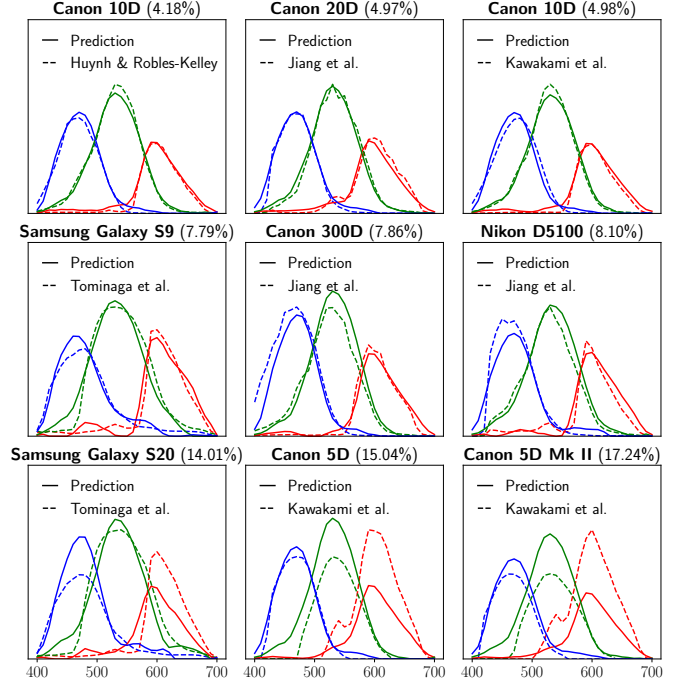 Canon 10D (4.18%)
Canon 20D (4.97%)
Canon 10D (4.98%)
Prediction
Huynh & Robles-Kelley
Prediction
Jiang et al.
Prediction
Kawakami et al.
Samsung Galaxy S9 (7.79%)
Canon 300D (7.86%)
Nikon D5100 (8.10%)
Prediction
Tominaga et al.
Prediction
Jiang et al.
Prediction
Jiang et al.
Samsung Galaxy S20 (14.01%)
Canon 5D (15.04%)
Canon 5D Mk II (17.24%)
Prediction
Tominaga et al.
Prediction
Kawakami et al.
Prediction
Kawakami et al.
400 500 600 700
400 500 600 700
400 500 600 700